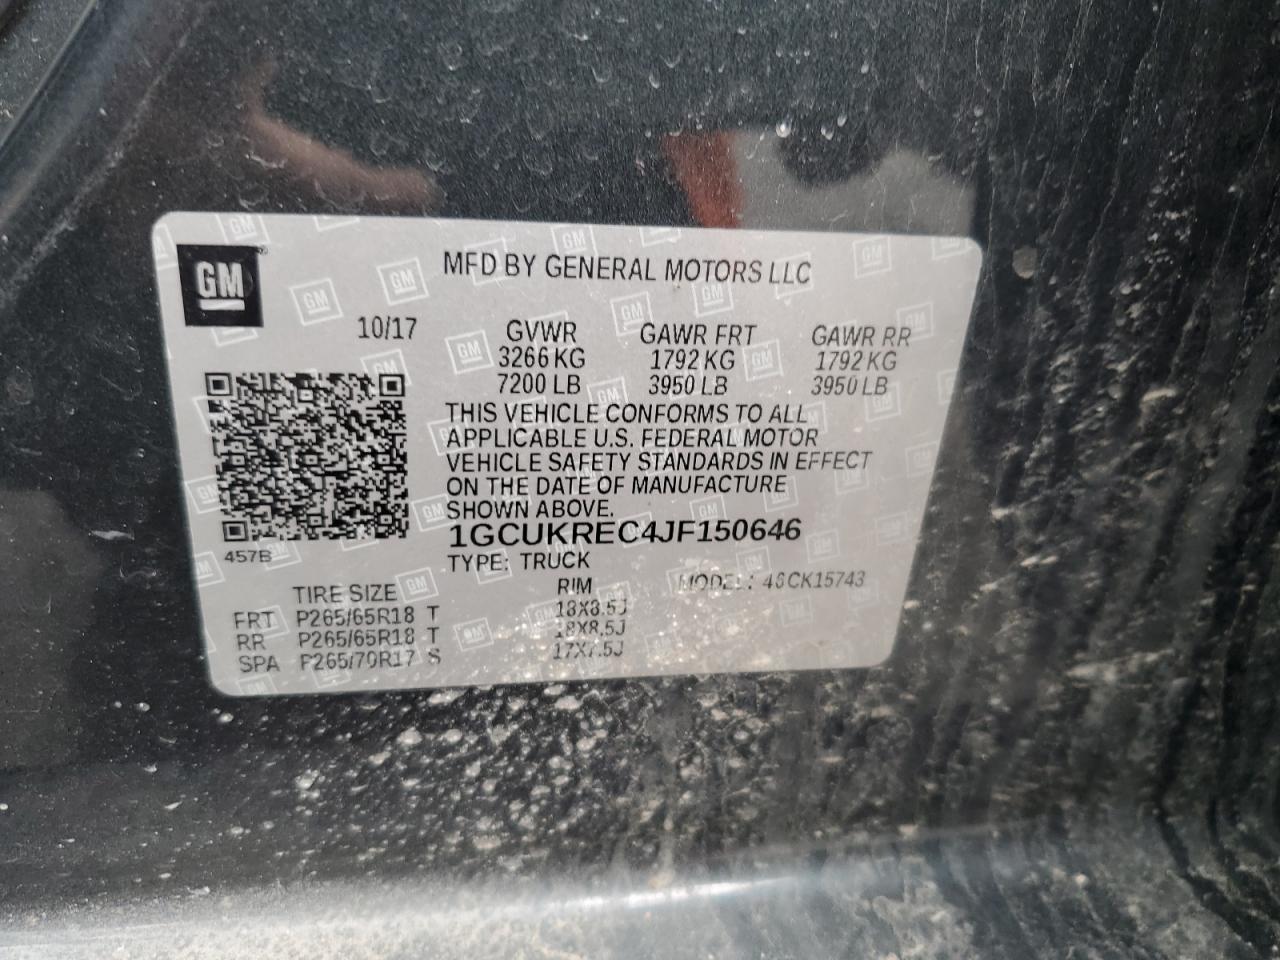 GM
MFD BY GENERAL MOTORS LLC
10/17 GVWR GAWR FRT GAWR RR
3266 KG 1792 KG 1792 KG
7200 LB 3950 LB 3950 LB
THIS VEHICLE CONFORMS TO ALL
APPLICABLE U.S. FEDERAL MOTOR
VEHICLE SAFETY STANDARDS IN EFFECT
ON THE DATE OF MANUFACTURE
SHOWN ABOVE.
1GCUKREC4JF150646
457B
TYPE: TRUCK
TIRE SIZE RIM MODEL: 46CK15743
FRT P265/65R18 T 18X8.5J
RR P265/65R18 T 18X8.5J
SPA P265/70R17 S 17X7.5J